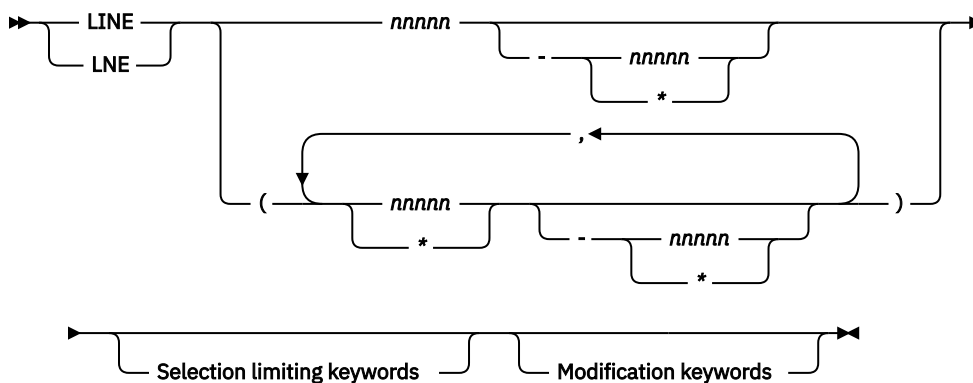 LINE nnnnn
LNE - nnnnn
*
,
( nnnnn )
* - nnnnn
*
Selection limiting keywords Modification keywords